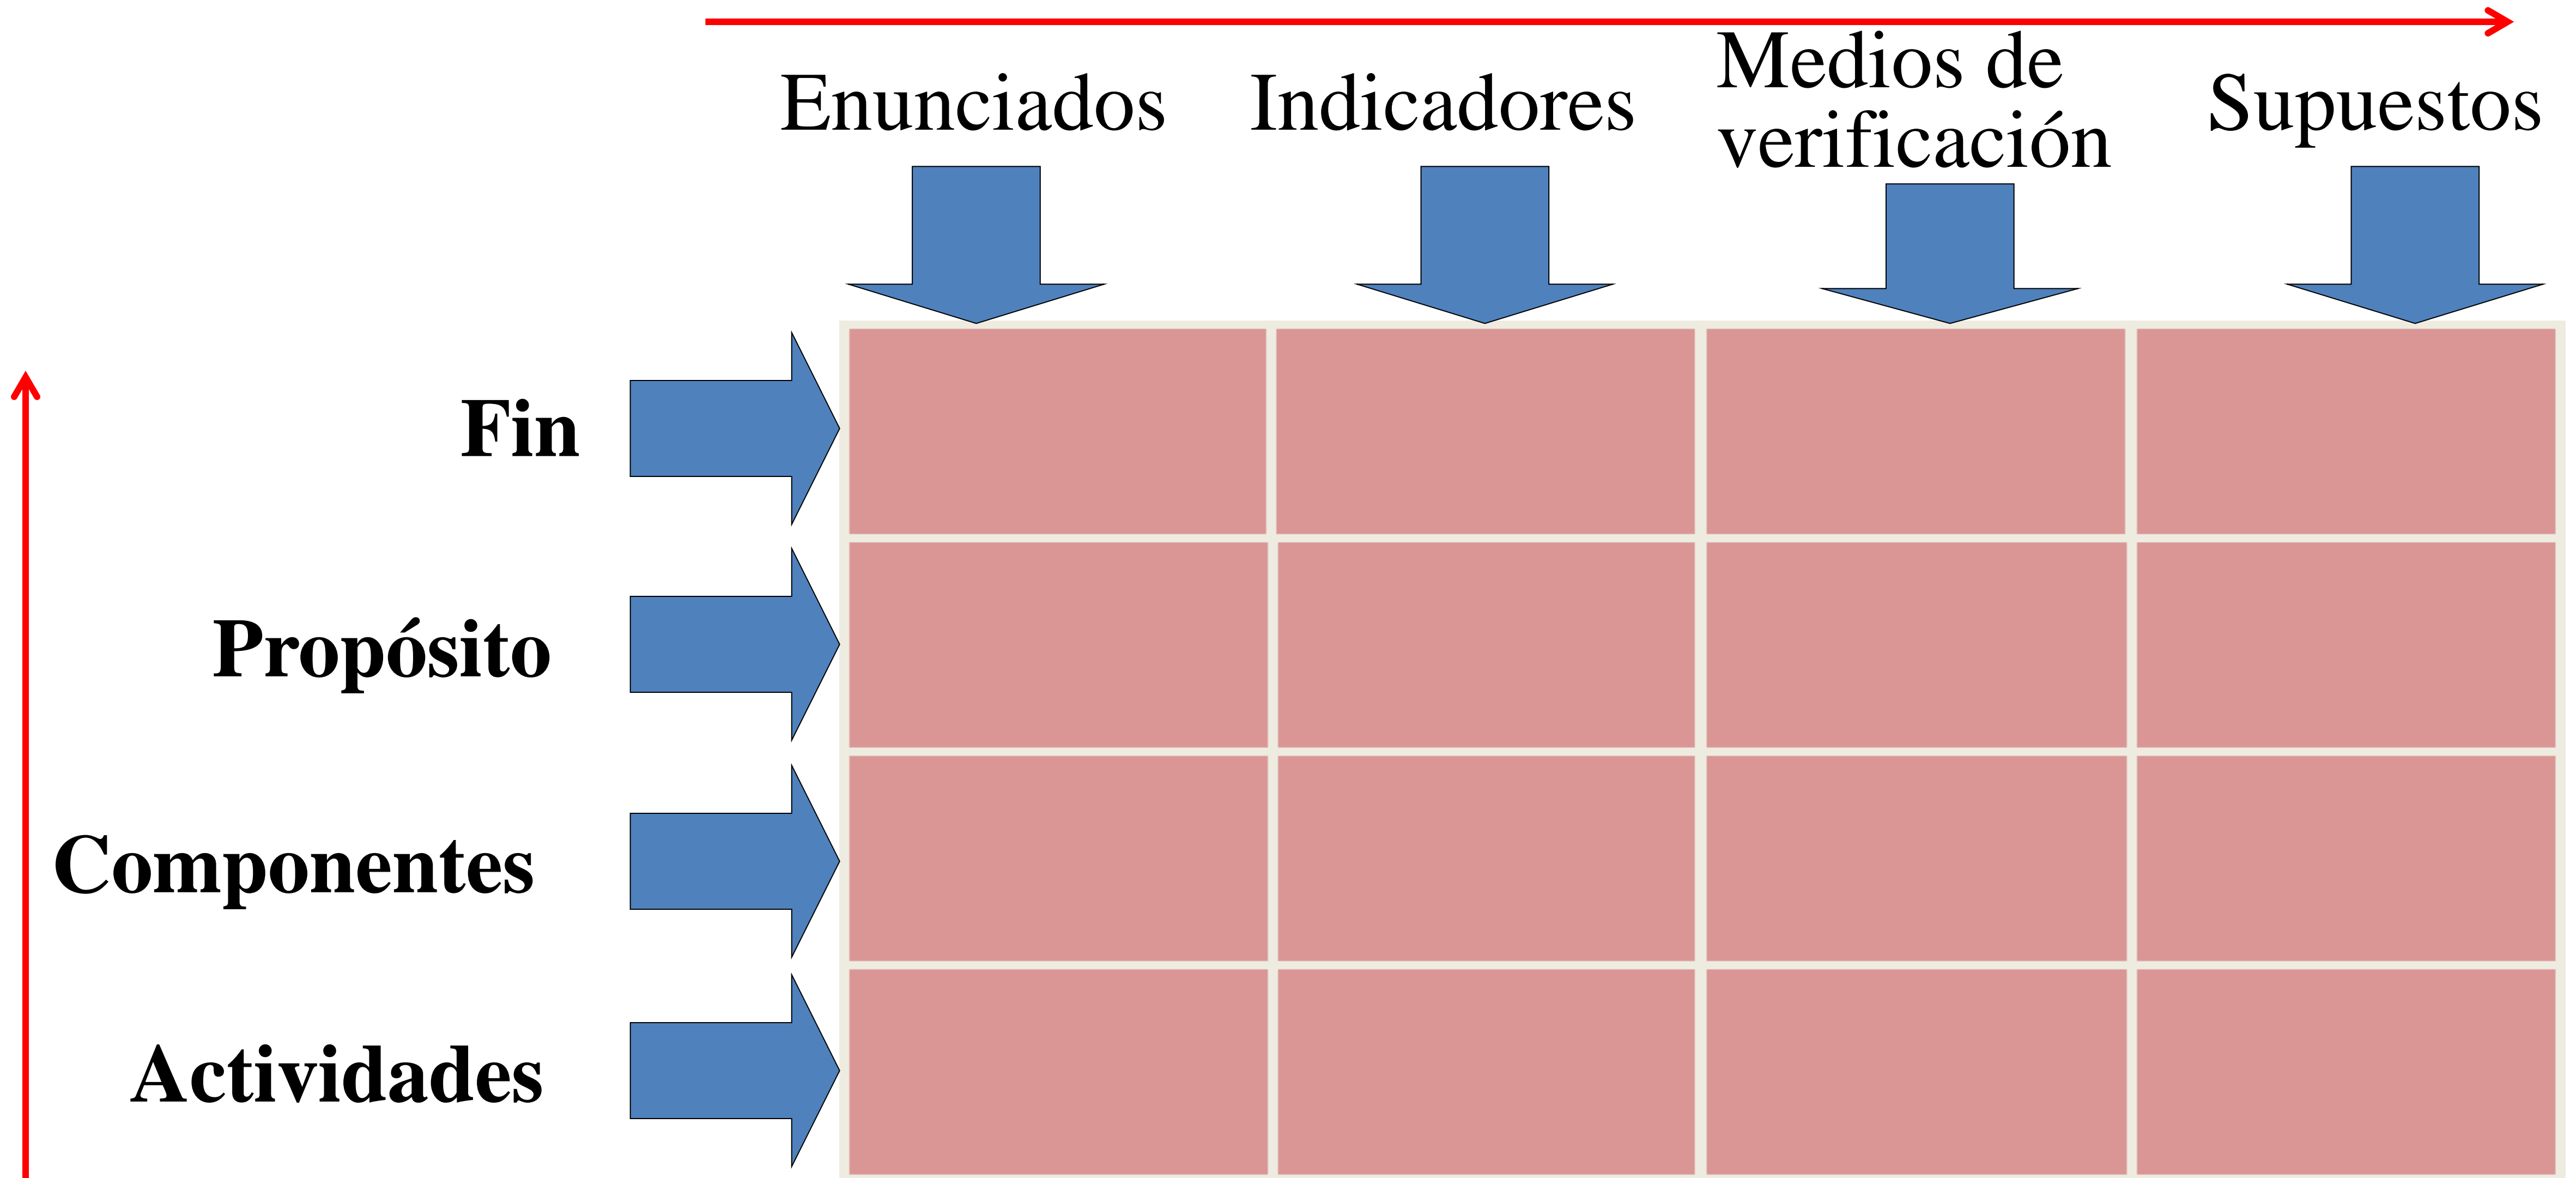 Enunciados
Indicadores
Medios de
verificación
Supuestos
Fin
Propósito
Componentes
Actividades